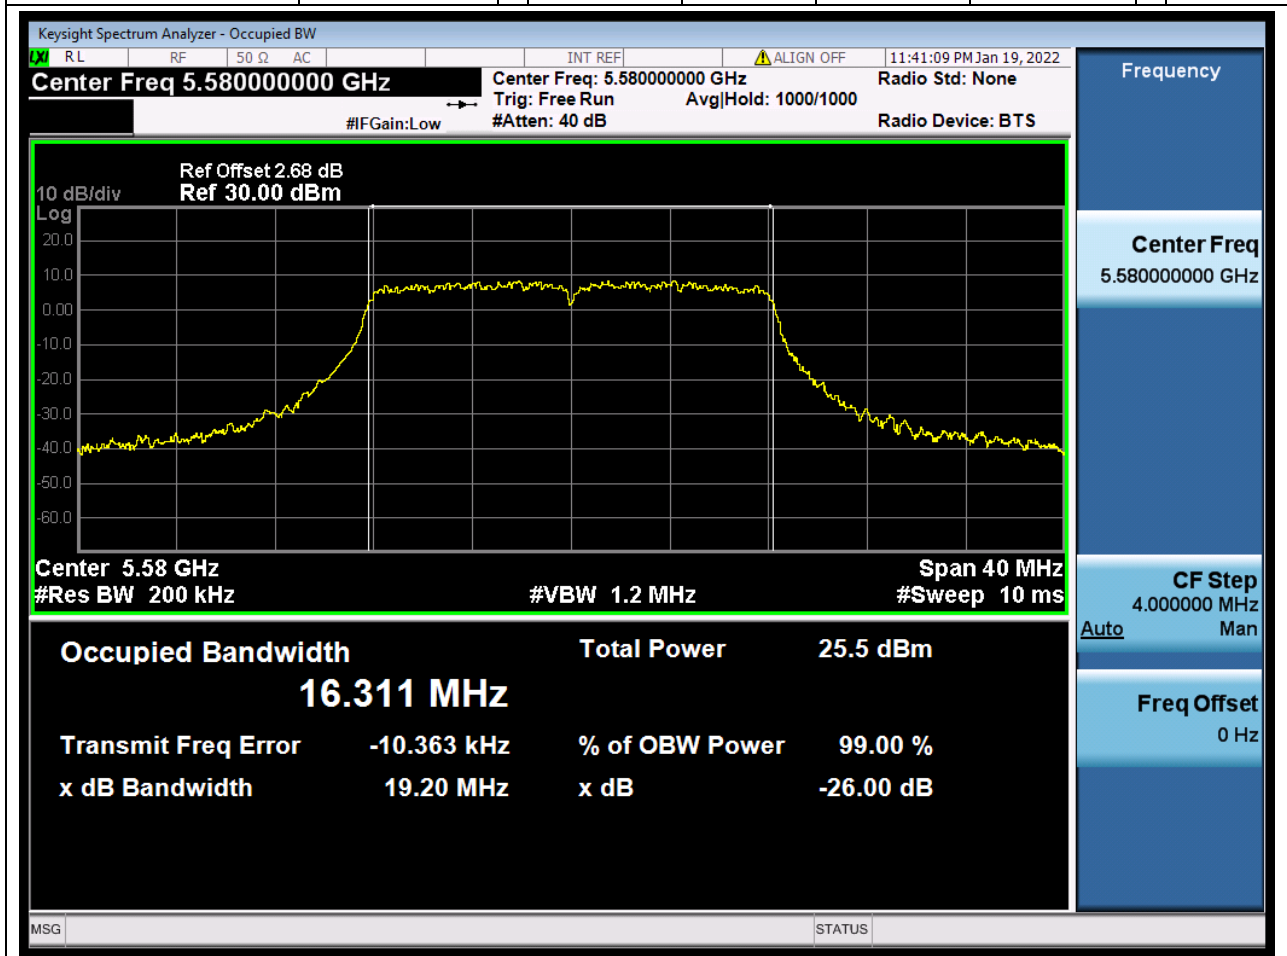 Keysight Spectrum Analyzer - Occupied BW
LXI RL RF 50 Ω AC INT REF ALIGN OFF 11:41:09 PM Jan 19, 2022
Center Freq 5.580000000 GHz
Center Freq: 5.580000000 GHz
Radio Std: None
Trig: Free Run Avg|Hold: 1000/1000
#IFGain:Low
#Atten: 40 dB
Radio Device: BTS
Ref Offset 2.68 dB
10 dB/div Ref 30.00 dBm
Log
20.0
10.0
0.00
-10.0
-20.0
-30.0
-40.0
-50.0
-60.0
Center 5.58 GHz Span 40 MHz
#Res BW 200 kHz #VBW 1.2 MHz #Sweep 10 ms
Occupied Bandwidth Total Power 25.5 dBm
16.311 MHz
Transmit Freq Error -10.363 kHz % of OBW Power 99.00 %
x dB Bandwidth 19.20 MHz x dB -26.00 dB
MSG STATUS
Frequency
Center Freq
5.580000000 GHz
CF Step
4.000000 MHz
Auto Man
Freq Offset
0 Hz